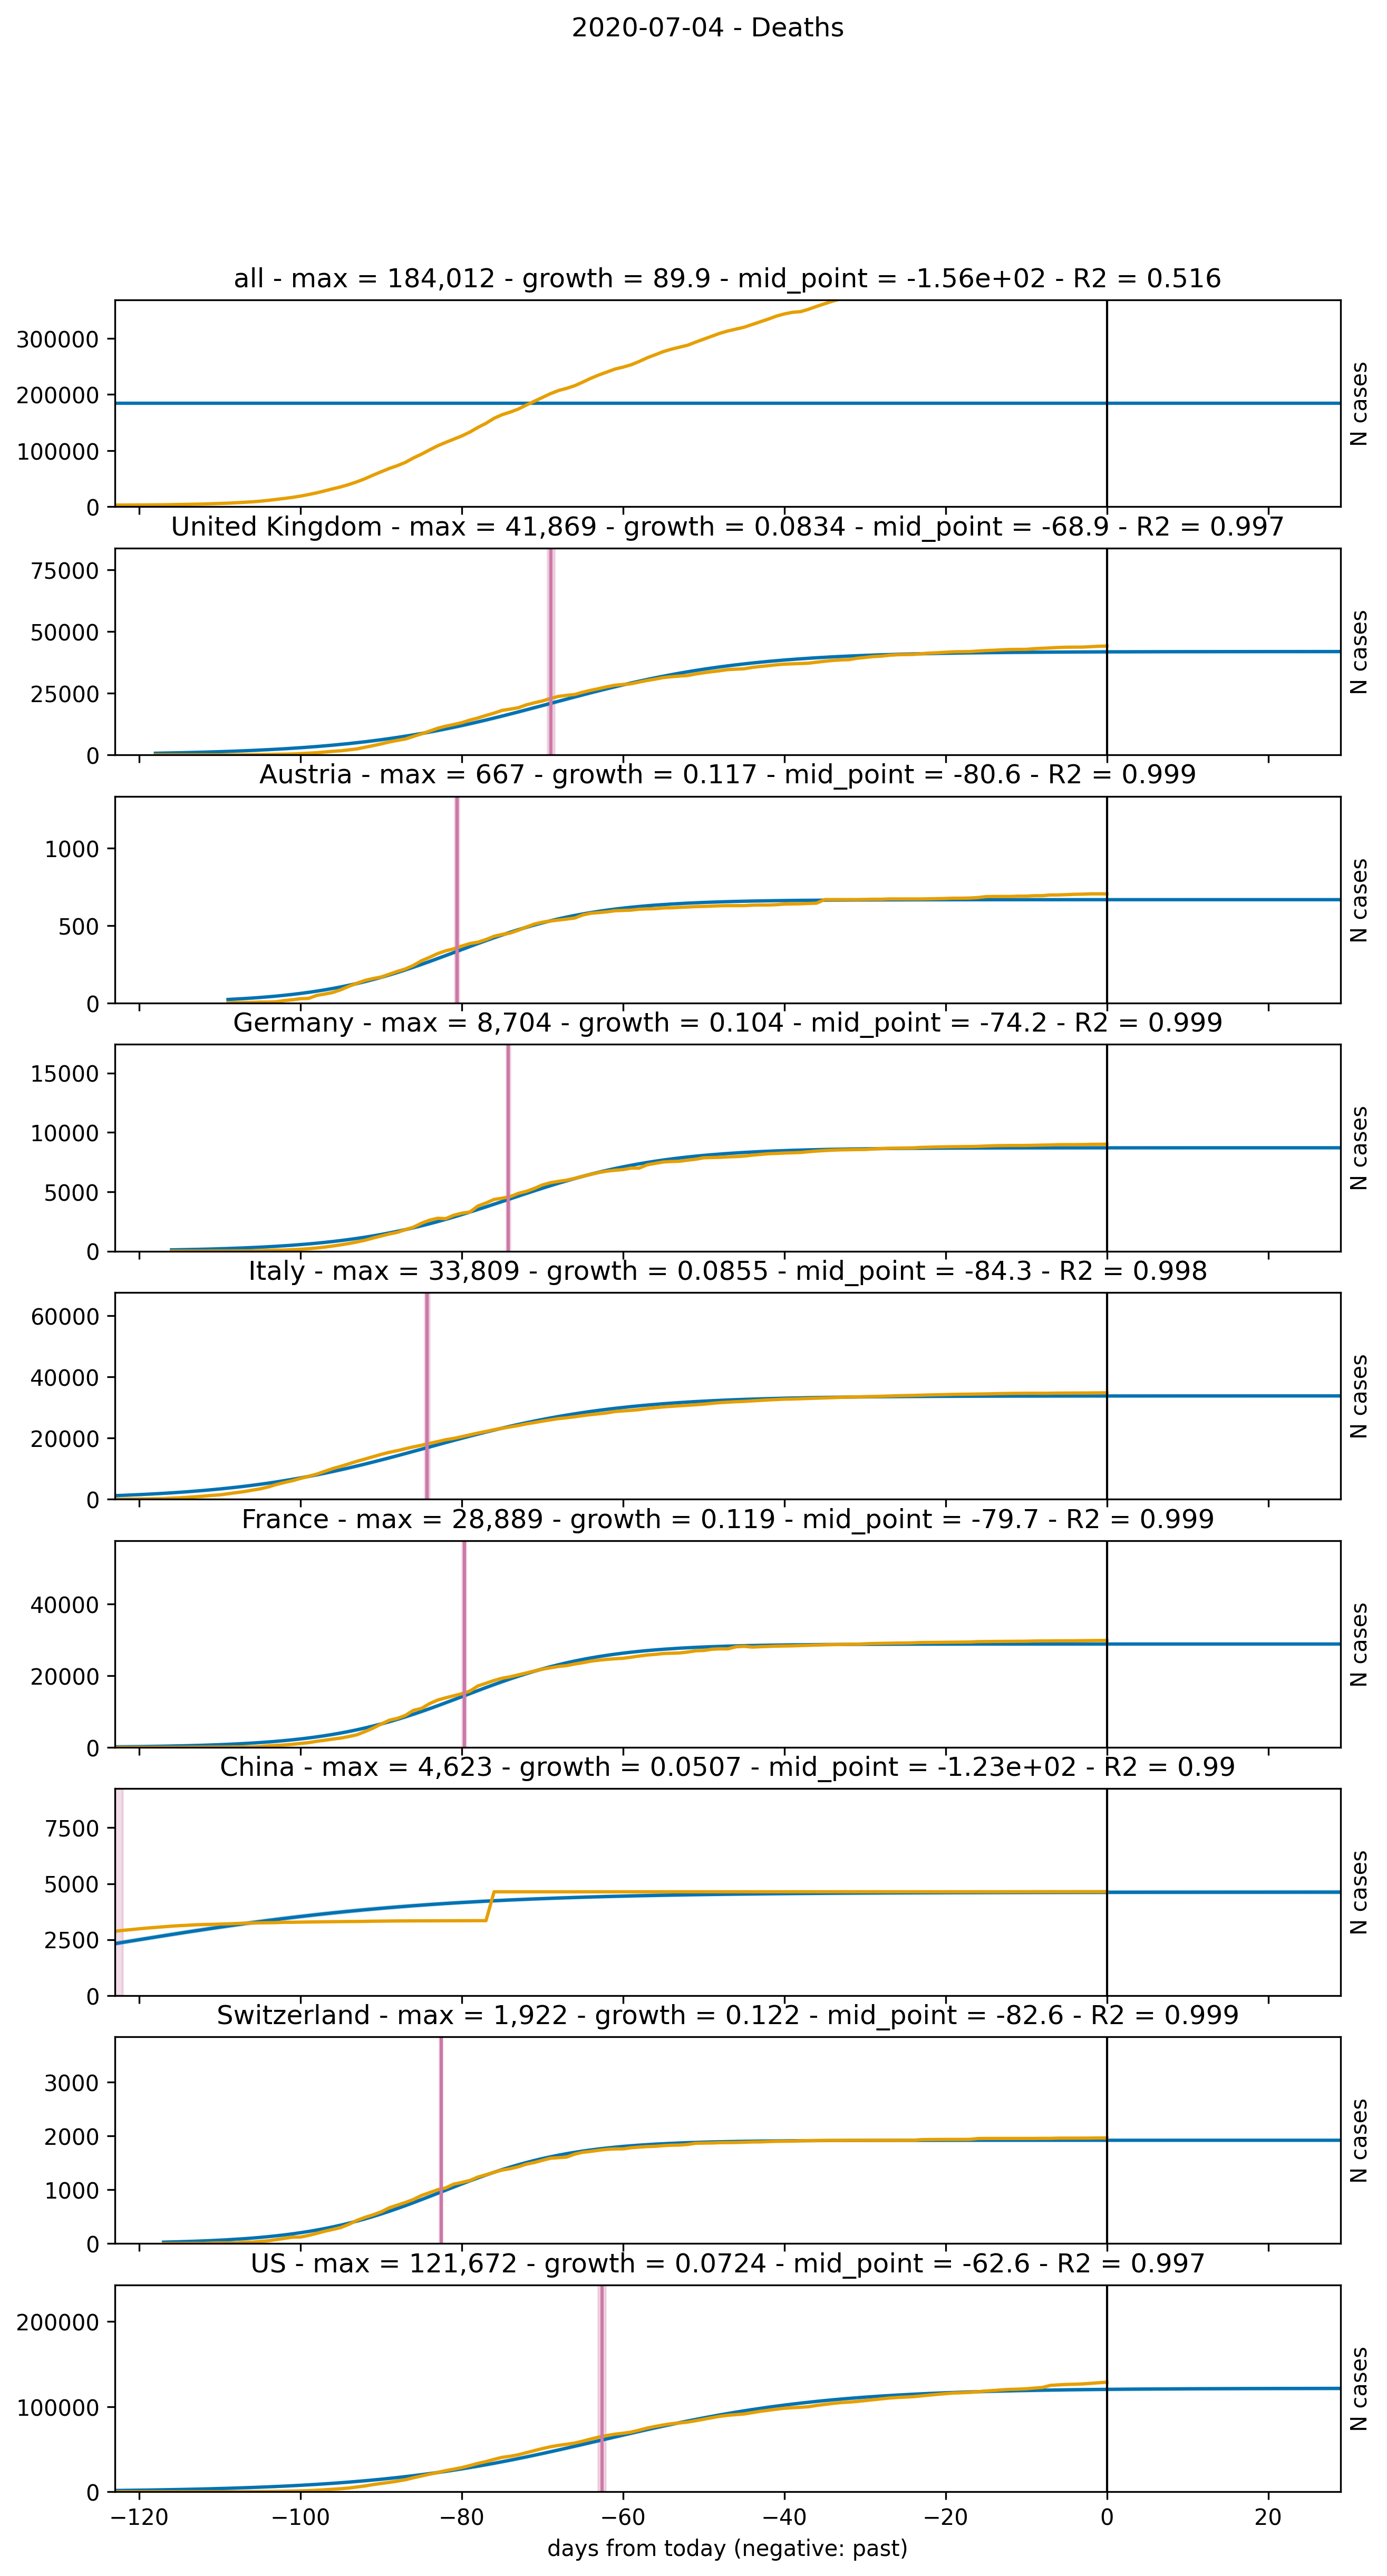 2020-07-04 - Deaths
all - max = 184,012 - growth = 89.9 - mid_point = -1.56e+02 - R2 = 0.516
300000
200000
100000
0
N cases
United Kingdom - max = 41,869 - growth = 0.0834 - mid_point = -68.9 - R2 = 0.997
75000
50000
25000
0
N cases
Austria - max = 667 - growth = 0.117 - mid_point = -80.6 - R2 = 0.999
1000
500
0
N cases
Germany - max = 8,704 - growth = 0.104 - mid_point = -74.2 - R2 = 0.999
15000
10000
5000
0
N cases
Italy - max = 33,809 - growth = 0.0855 - mid_point = -84.3 - R2 = 0.998
60000
40000
20000
0
N cases
France - max = 28,889 - growth = 0.119 - mid_point = -79.7 - R2 = 0.999
40000
20000
0
N cases
China - max = 4,623 - growth = 0.0507 - mid_point = -1.23e+02 - R2 = 0.99
7500
5000
2500
0
N cases
Switzerland - max = 1,922 - growth = 0.122 - mid_point = -82.6 - R2 = 0.999
3000
2000
1000
0
N cases
US - max = 121,672 - growth = 0.0724 - mid_point = -62.6 - R2 = 0.997
200000
100000
0
N cases
−120 −100 −80 −60 −40 −20 0 20
days from today (negative: past)